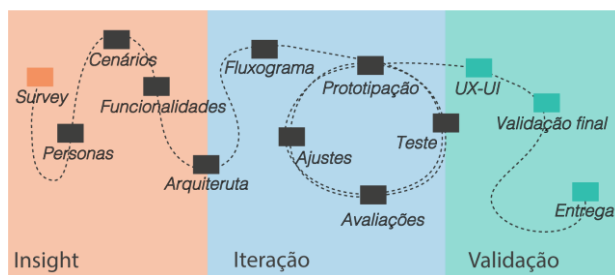 Survey
Personas
Cenários
Funcionalidades
Arquiteruta
Fluxograma
Prototipação
Ajustes
Teste
Avaliações
UX-UI
Validação final
Entrega
Insight
Iteração
Validação